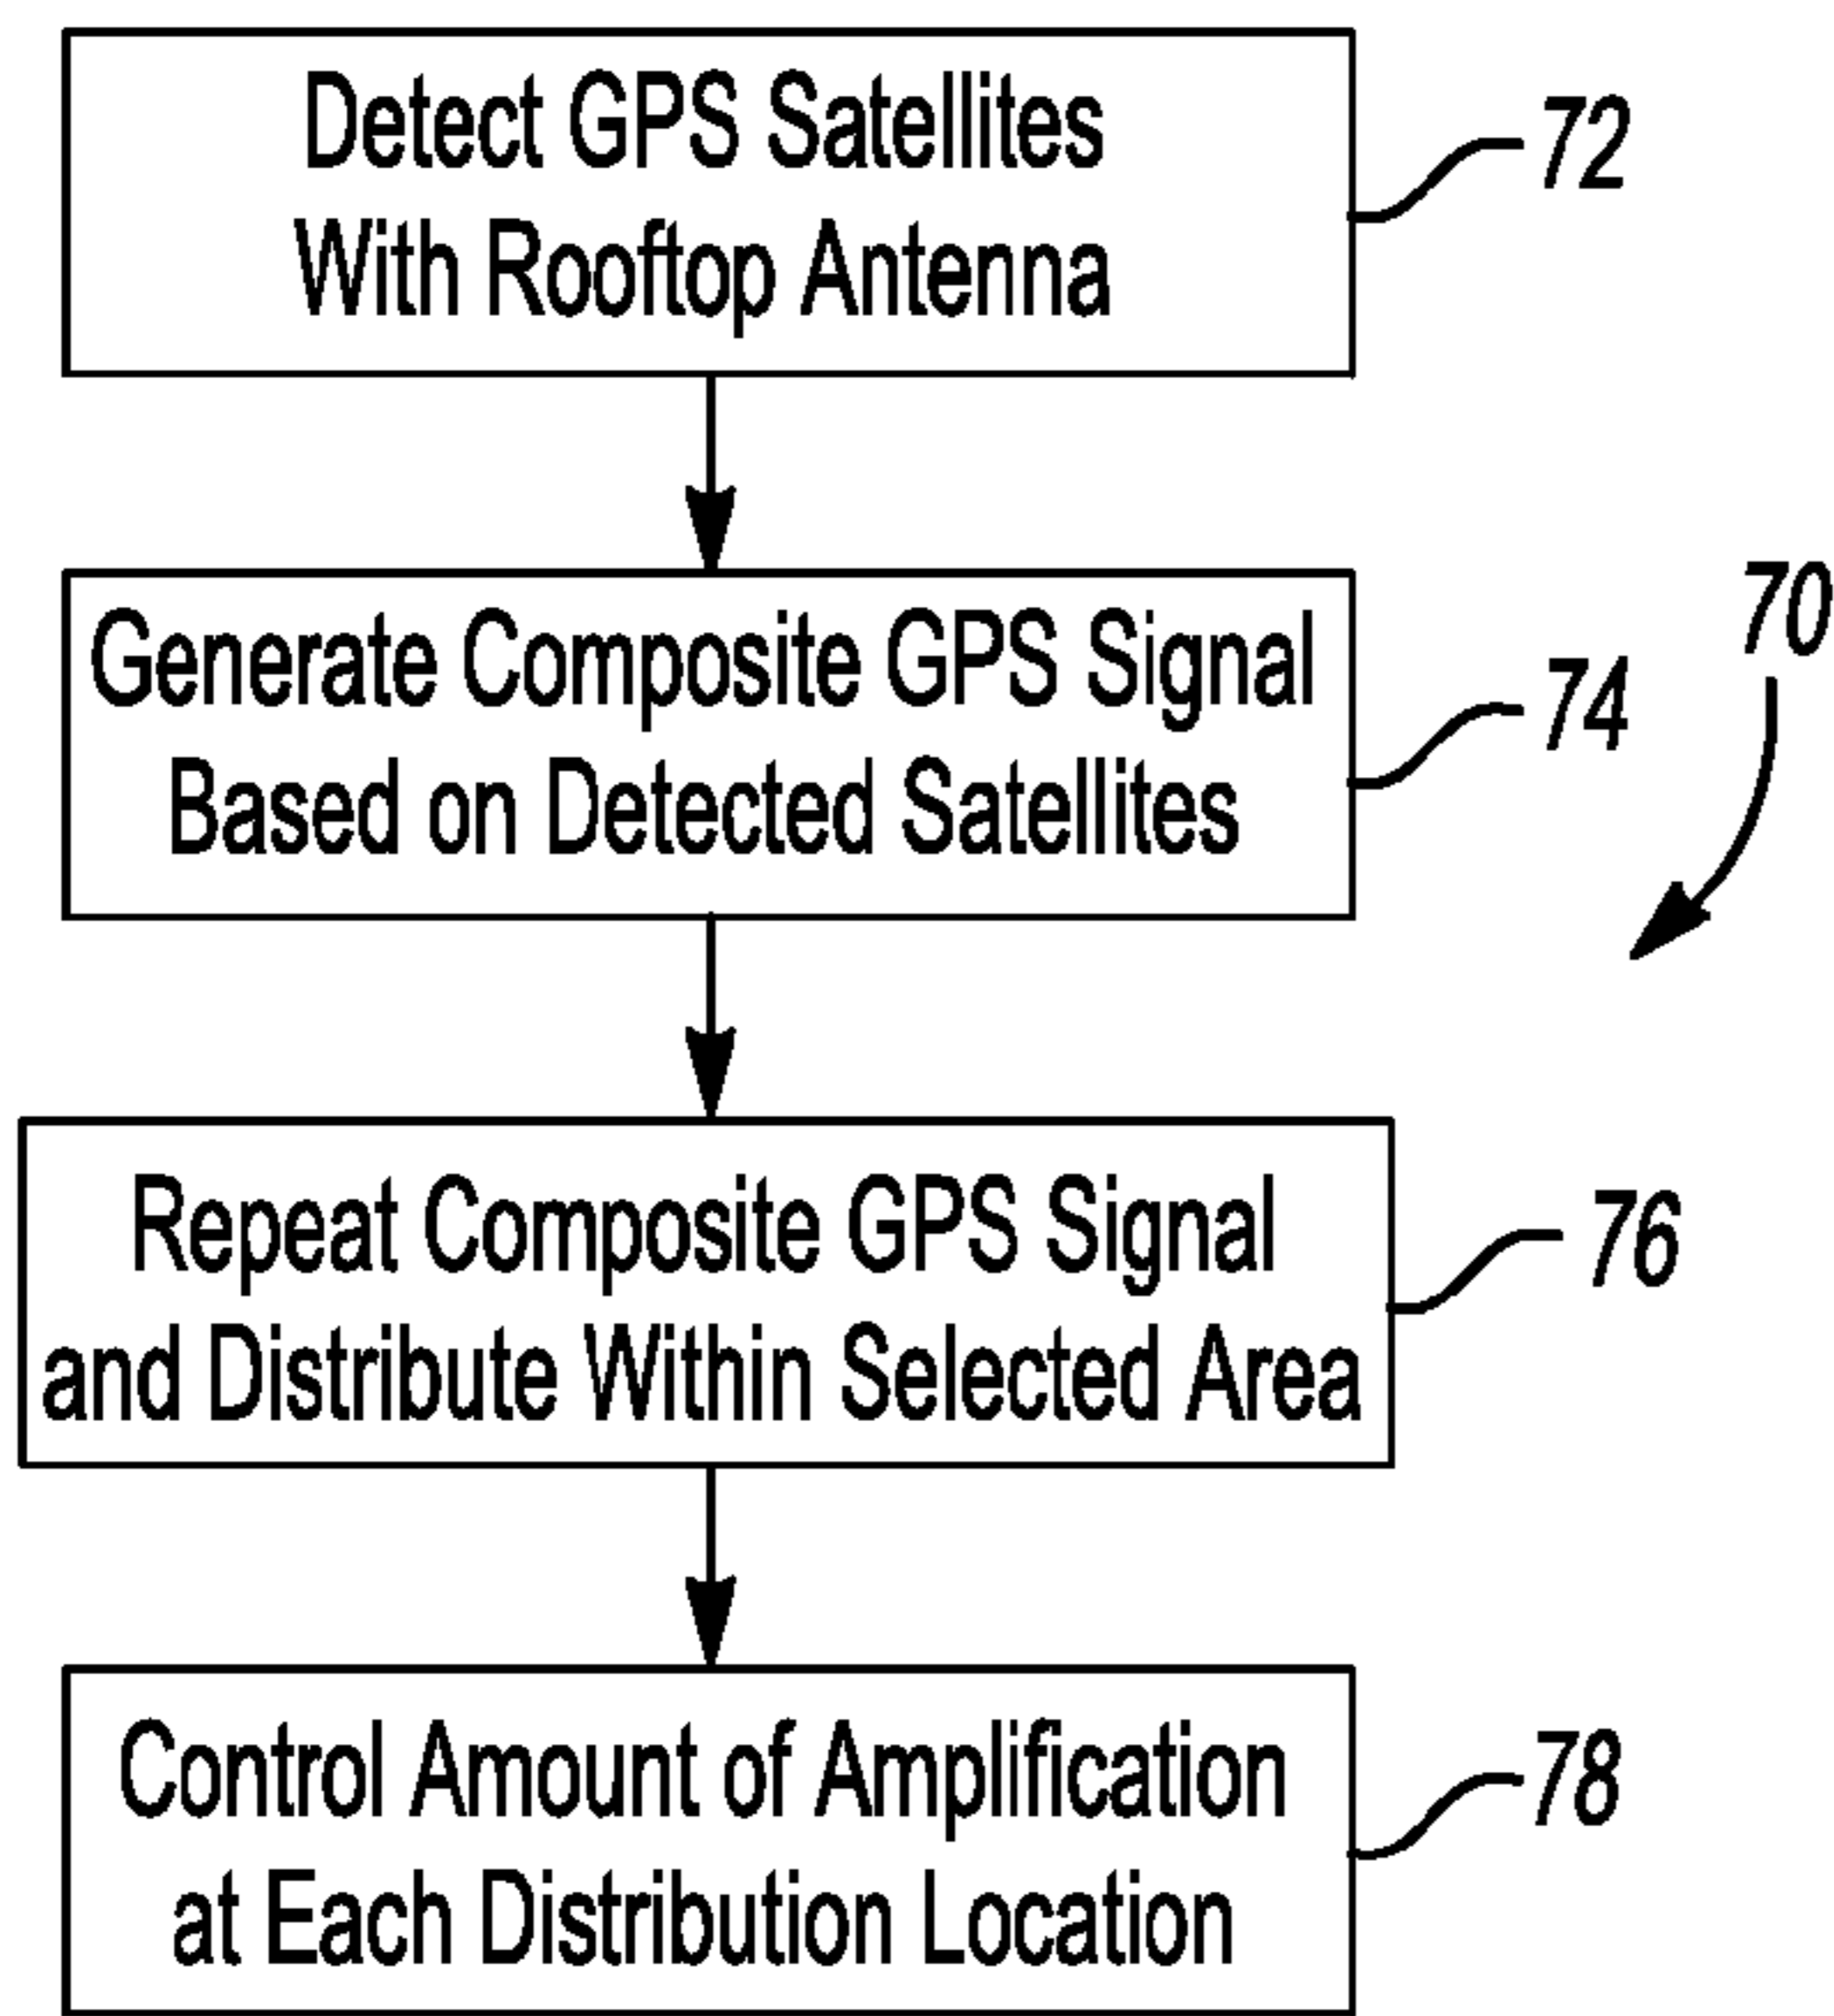 Detect GPS Satellites
With Rooftop Antenna
72
Generate Composite GPS Signal
Based on Detected Satellites
74
70
Repeat Composite GPS Signal
and Distribute Within Selected Area
76
Control Amount of Amplification
at Each Distribution Location
78